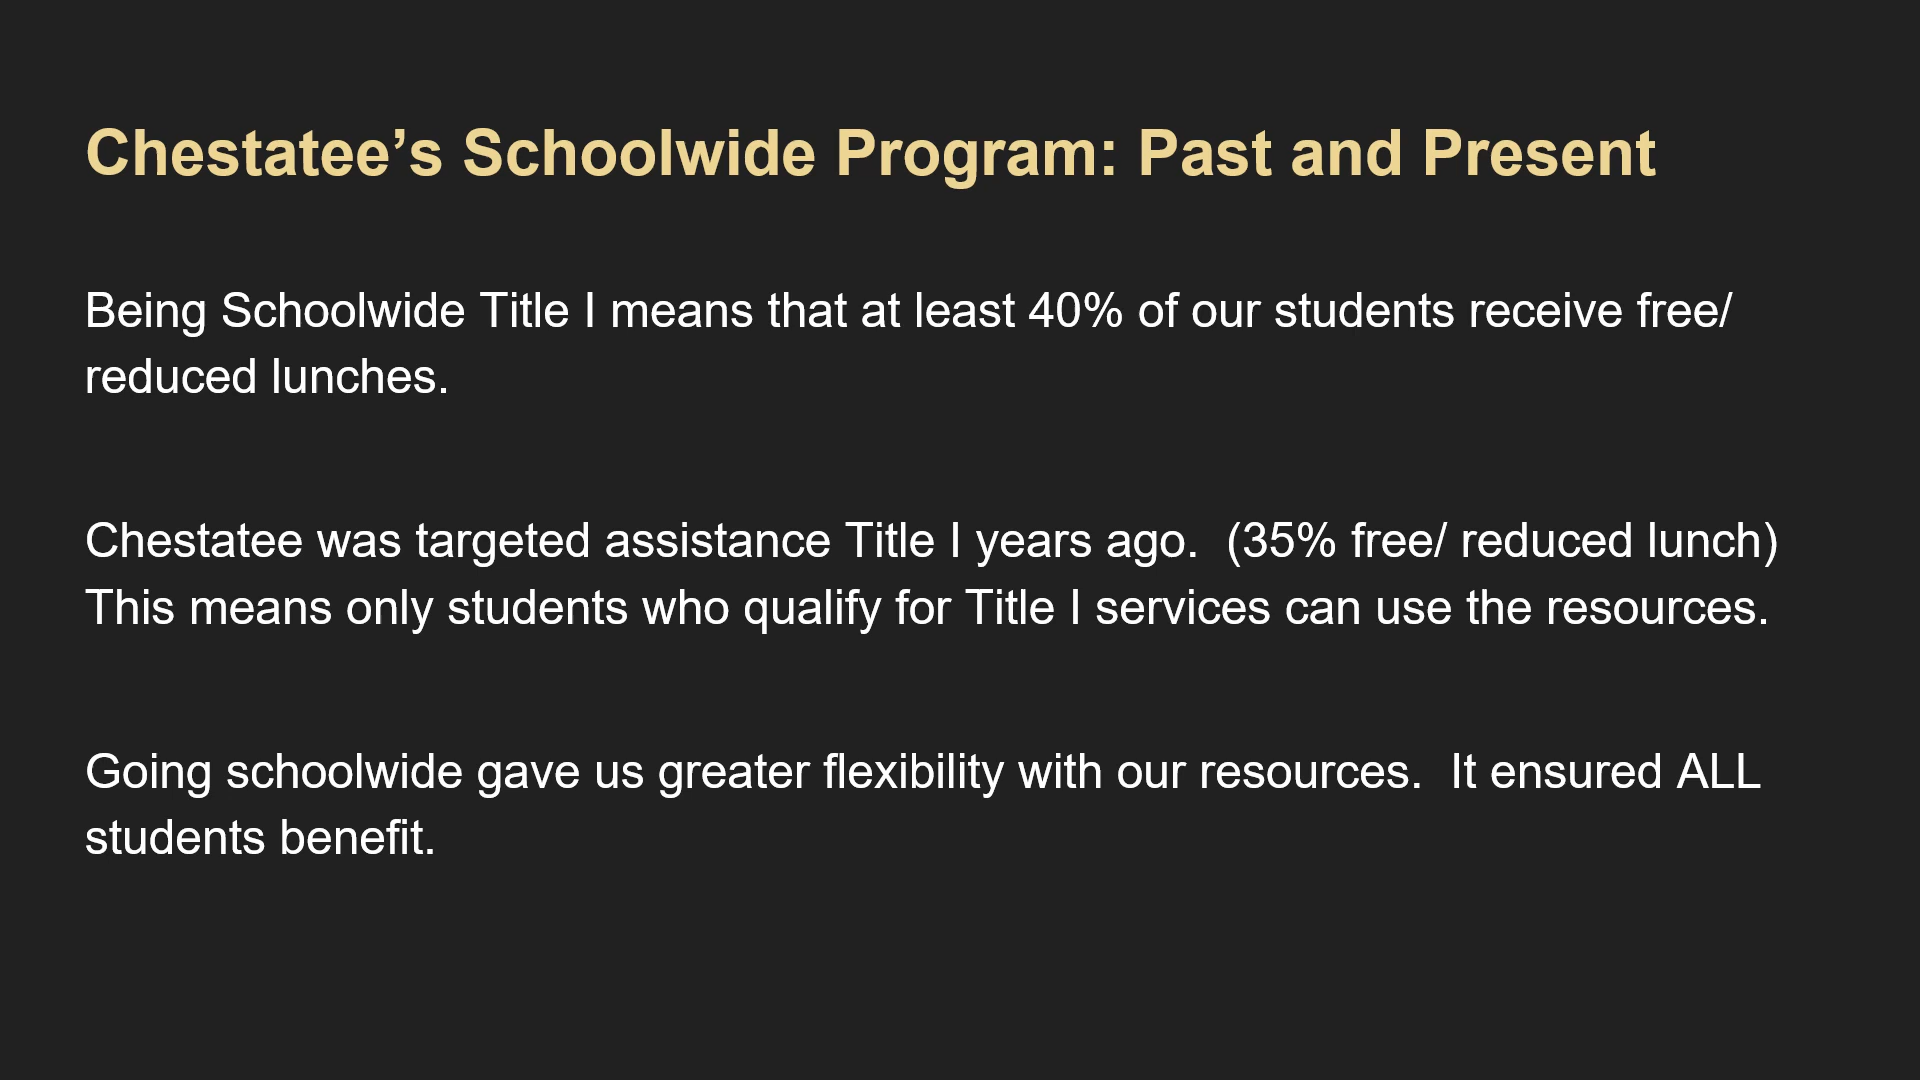 Chestatee’s Schoolwide Program: Past and Present
Being Schoolwide Title I means that at least 40% of our students receive free/
reduced lunches.
Chestatee was targeted assistance Title I years ago.  (35% free/ reduced lunch)
This means only students who qualify for Title I services can use the resources.
Going schoolwide gave us greater flexibility with our resources.  It ensured ALL
students benefit.